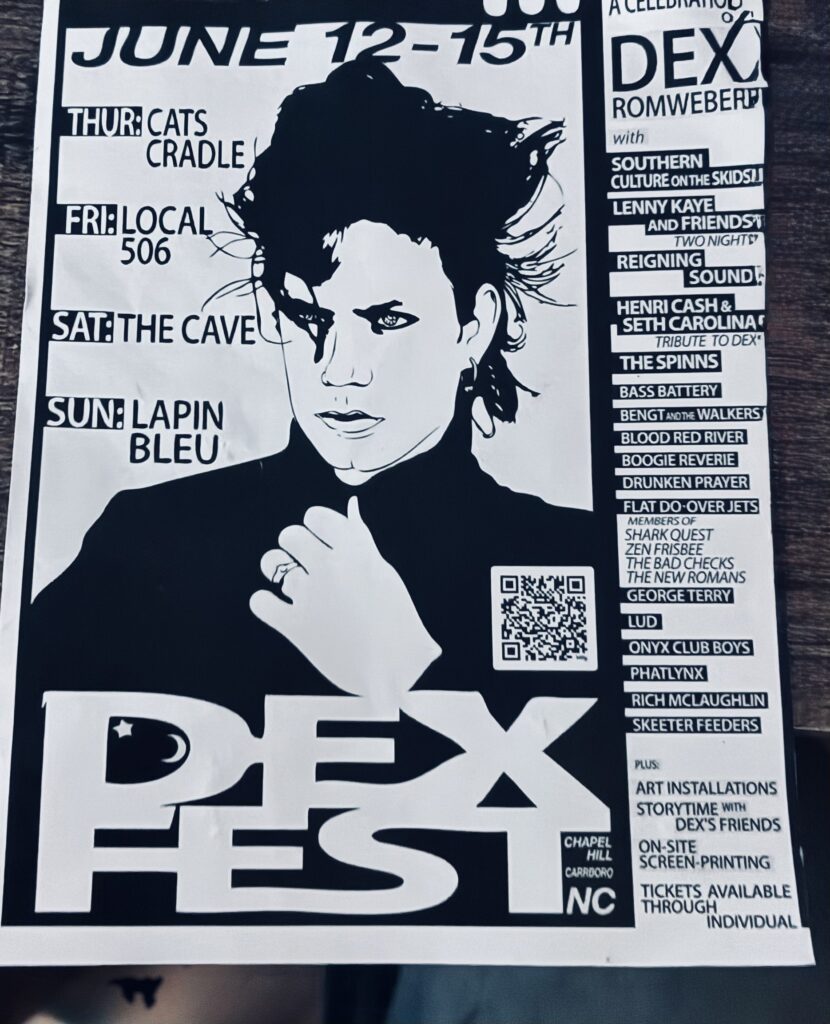 JUNE 12-15TH
THUR: CATS
CRADLE
FRI: LOCAL
506
SAT: THE CAVE
SUN: LAPIN
BLEU
DEX
FEST
CHAPEL
HILL
CARRBORO
NC
A CELEBRATION
OF
DEX
ROMWEBER
with
SOUTHERN
CULTURE ON THE SKIDS
LENNY KAYE
AND FRIENDS
TWO NIGHTS
REIGNING
SOUND
HENRI CASH &
SETH CAROLINA
TRIBUTE TO DEX
THE SPINNS
BASS BATTERY
BENGT AND THE WALKERS
BLOOD RED RIVER
BOOGIE REVERIE
DRUNKEN PRAYER
FLAT DO-OVER JETS
MEMBERS OF
SHARK QUEST
ZEN FRISBEE
THE BAD CHECKS
THE NEW ROMANS
GEORGE TERRY
LUD
ONYX CLUB BOYS
PHATLYNX
RICH MCLAUGHLIN
SKEETER FEEDERS
PLUS:
ART INSTALLATIONS
STORYTIME WITH
DEX'S FRIENDS
ON-SITE
SCREEN-PRINTING
TICKETS AVAILABLE
THROUGH
INDIVIDUAL